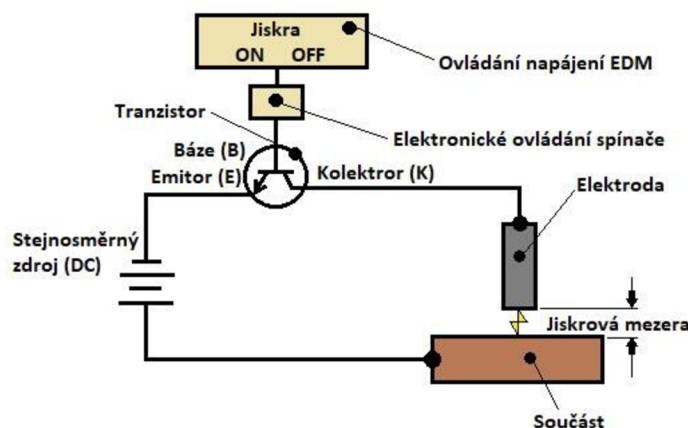 Jiskra
ON OFF
Ovládání napájení EDM
Tranzistor
Elektronické ovládání spínače
Báze (B)
Emitor (E)
Kolektror (K)
Elektroda
Stejnosměrný
zdroj (DC)
Jiskrová mezera
Součást